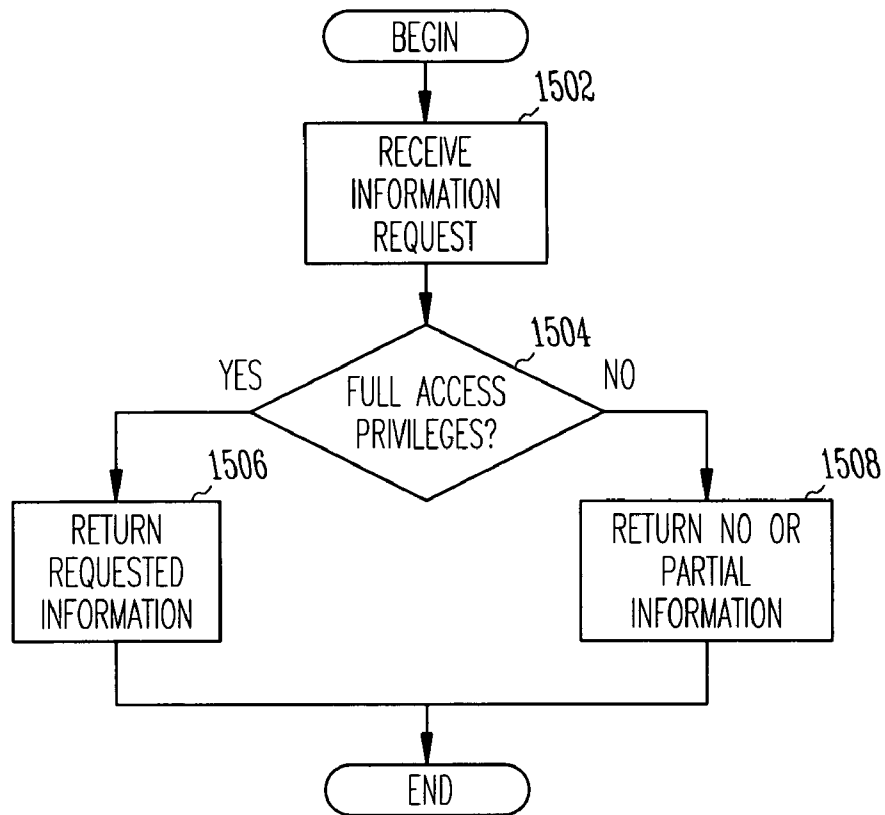 BEGIN
1502
RECEIVE
INFORMATION
REQUEST
1504
YES
FULL ACCESS
PRIVILEGES?
NO
1506
RETURN
REQUESTED
INFORMATION
1508
RETURN NO OR
PARTIAL
INFORMATION
END